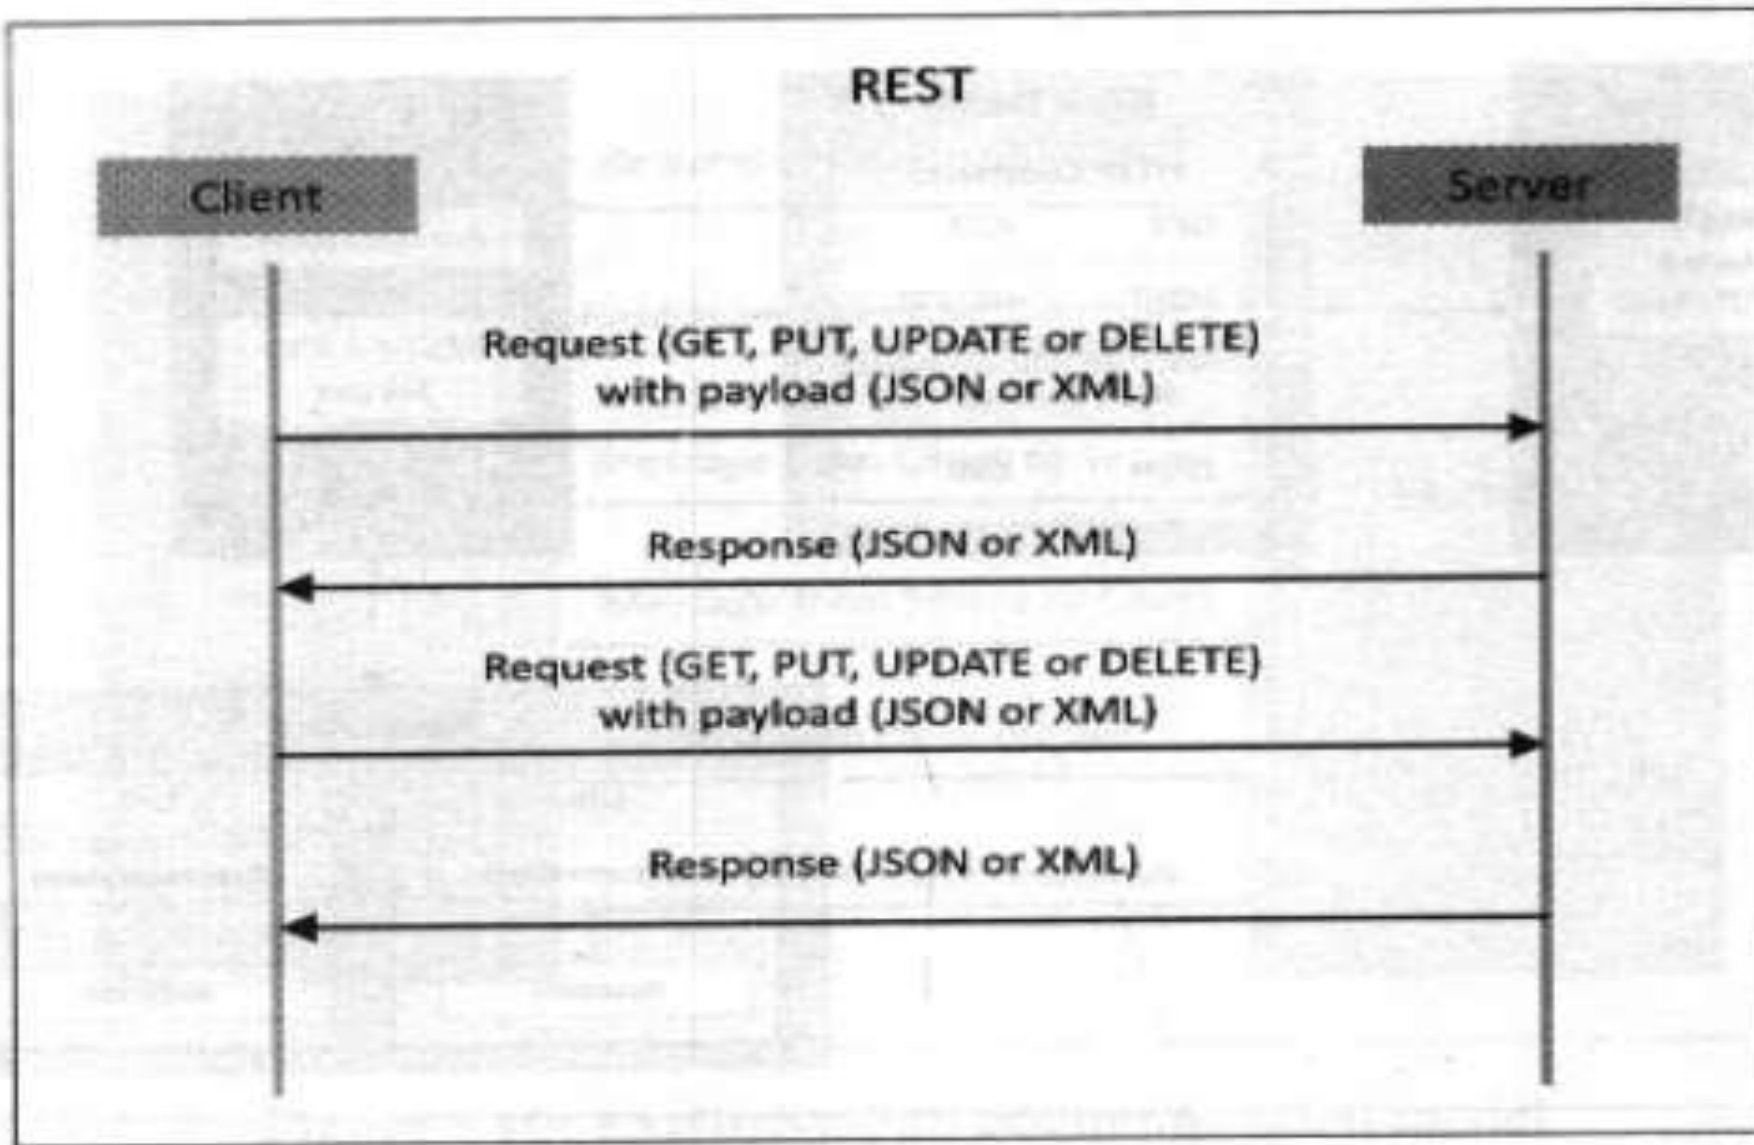 REST
Client
Server
Request (GET, PUT, UPDATE or DELETE)
with payload (JSON or XML)
Response (JSON or XML)
Request (GET, PUT, UPDATE or DELETE)
with payload (JSON or XML)
Response (JSON or XML)